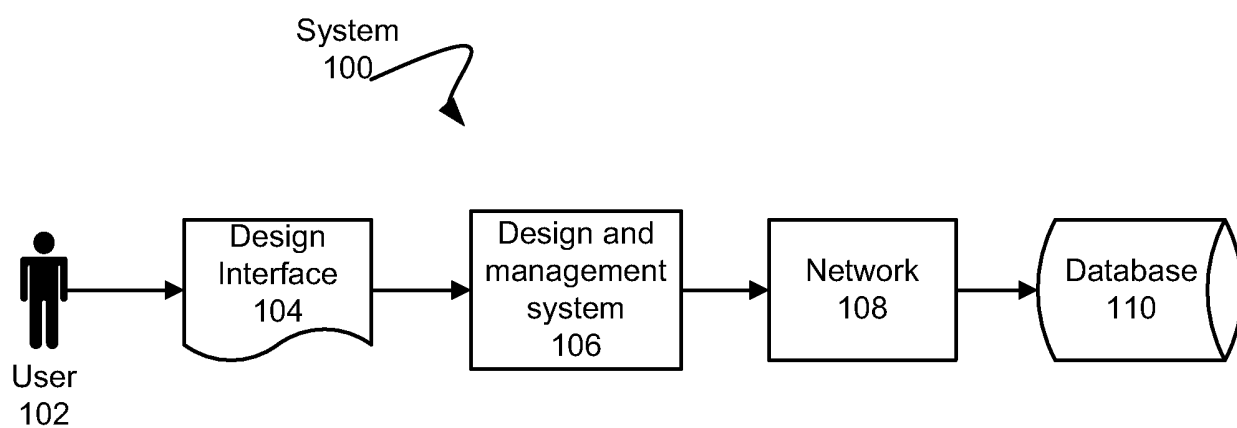 System
100
Design
Interface
104
Design and
management
system
106
Network
108
Database
110
User
102